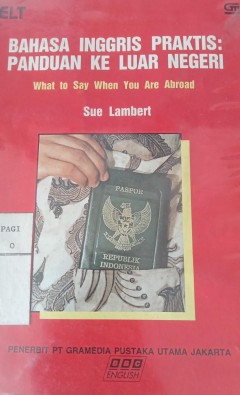 ELT
GT
BAHASA INGGRIS PRAKTIS:
PANDUAN KE LUAR NEGERI
What to Say When You Are Abroad
Sue Lambert
PAGI
O
PASPOR
REPUBLIK
INDONESIA
PENERBIT PT GRAMEDIA PUSTAKA UTAMA JAKARTA
BBC
ENGLISH